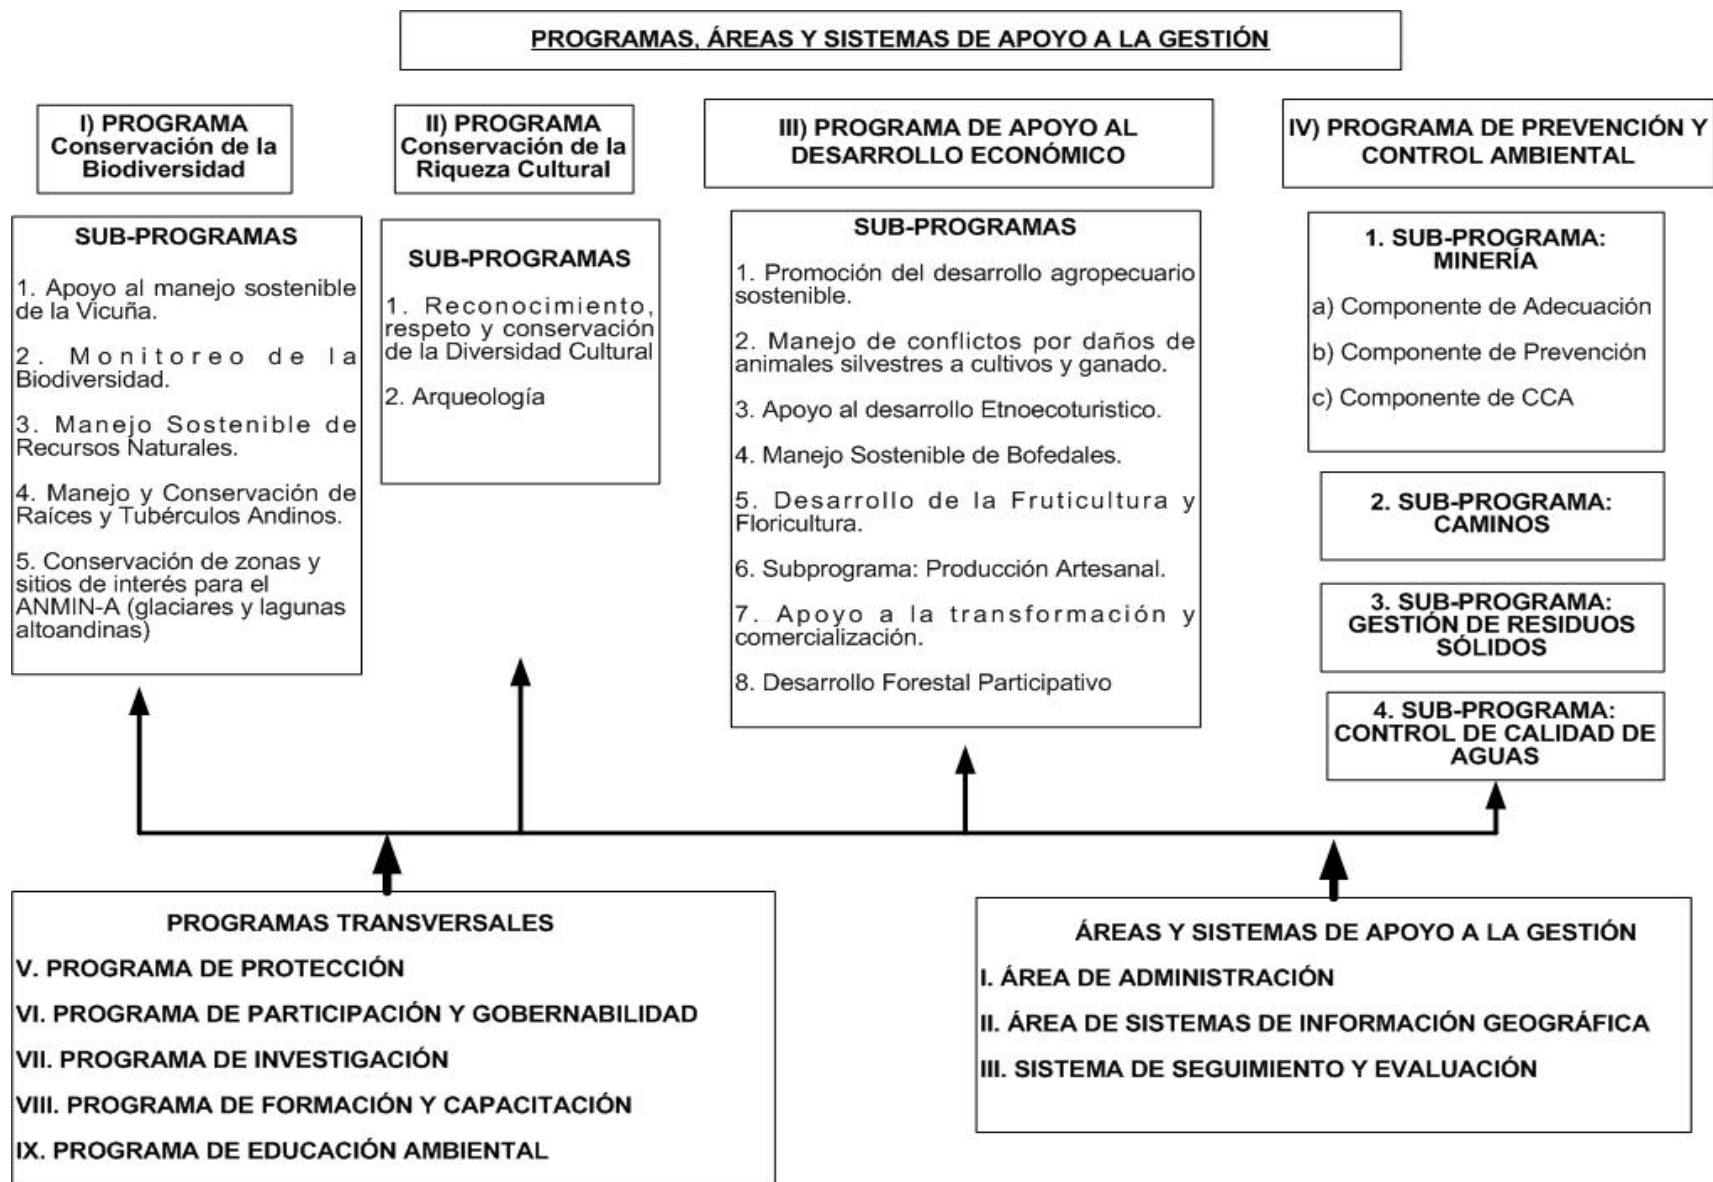 PROGRAMAS, ÁREAS Y SISTEMAS DE APOYO A LA GESTIÓN
I) PROGRAMA
Conservación de la
Biodiversidad
SUB-PROGRAMAS
1. Apoyo al manejo sostenible
de la Vicuña.
2. Monitoreo de la
Biodiversidad.
3. Manejo Sostenible de
Recursos Naturales.
4. Manejo y Conservación de
Raíces y Tubérculos Andinos.
5. Conservación de zonas y
sitios de interés para el
ANMIN-A (glaciares y lagunas
altoandinas)
II) PROGRAMA
Conservación de la
Riqueza Cultural
SUB-PROGRAMAS
1. Reconocimiento,
respeto y conservación
de la Diversidad Cultural
2. Arqueología
III) PROGRAMA DE APOYO AL
DESARROLLO ECONÓMICO
SUB-PROGRAMAS
1. Promoción del desarrollo agropecuario
sostenible.
2. Manejo de conflictos por daños de
animales silvestres a cultivos y ganado.
3. Apoyo al desarrollo Etnoecoturistico.
4. Manejo Sostenible de Bofedales.
5. Desarrollo de la Fruticultura y
Floricultura.
6. Subprograma: Producción Artesanal.
7. Apoyo a la transformación y
comercialización.
8. Desarrollo Forestal Participativo
IV) PROGRAMA DE PREVENCIÓN Y
CONTROL AMBIENTAL
1. SUB-PROGRAMA:
MINERÍA
a) Componente de Adecuación
b) Componente de Prevención
c) Componente de CCA
2. SUB-PROGRAMA:
CAMINOS
3. SUB-PROGRAMA:
GESTIÓN DE RESIDUOS
SÓLIDOS
4. SUB-PROGRAMA:
CONTROL DE CALIDAD DE
AGUAS
PROGRAMAS TRANSVERSALES
V. PROGRAMA DE PROTECCIÓN
VI. PROGRAMA DE PARTICIPACIÓN Y GOBERNABILIDAD
VII. PROGRAMA DE INVESTIGACIÓN
VIII. PROGRAMA DE FORMACIÓN Y CAPACITACIÓN
IX. PROGRAMA DE EDUCACIÓN AMBIENTAL
ÁREAS Y SISTEMAS DE APOYO A LA GESTIÓN
I. ÁREA DE ADMINISTRACIÓN
II. ÁREA DE SISTEMAS DE INFORMACIÓN GEOGRÁFICA
III. SISTEMA DE SEGUIMIENTO Y EVALUACIÓN